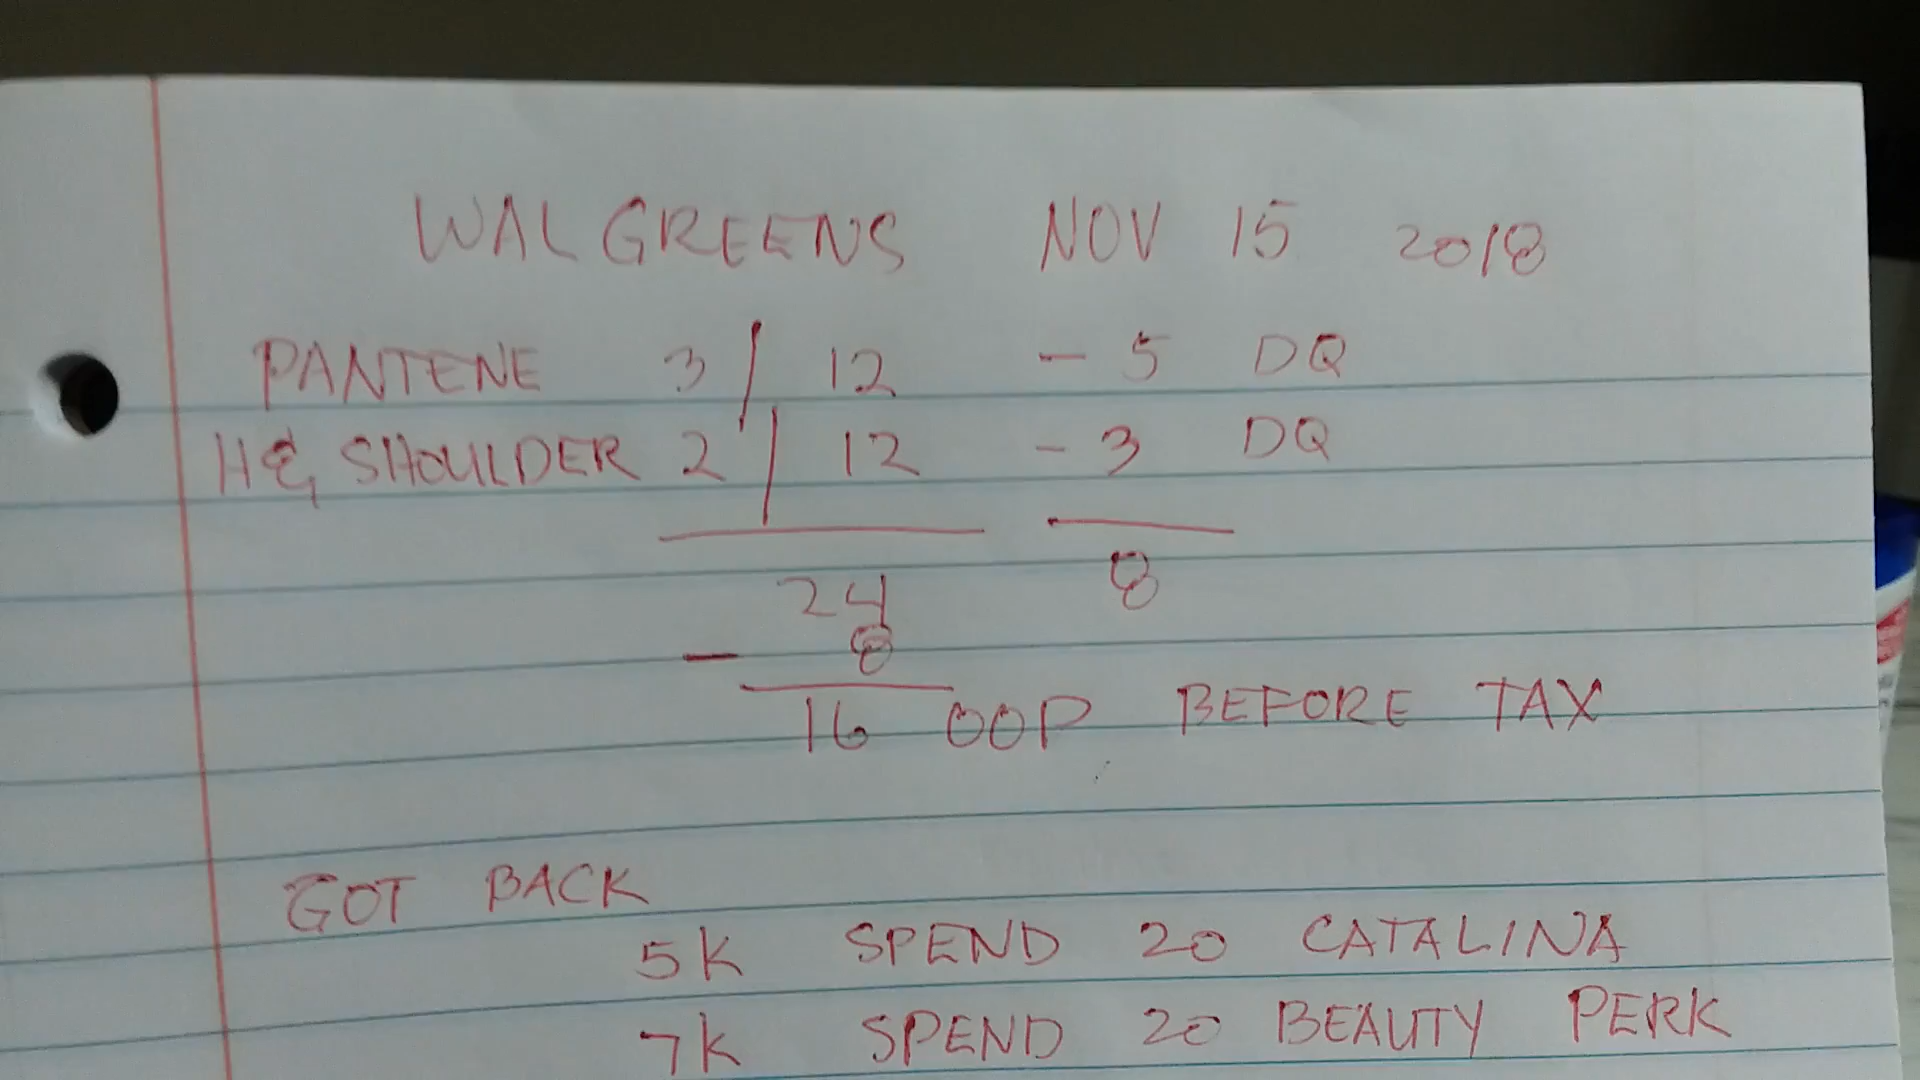 WALGREENS NOV 15 2018
PANTENE 3/12 - 5 DQ
H& SHOULDER 2/12 - 3 DQ
24 8
- 8
16 OOP BEFORE TAX
GOT BACK
5K SPEND 20 CATALINA
7K SPEND 20 BEAUTY PERK